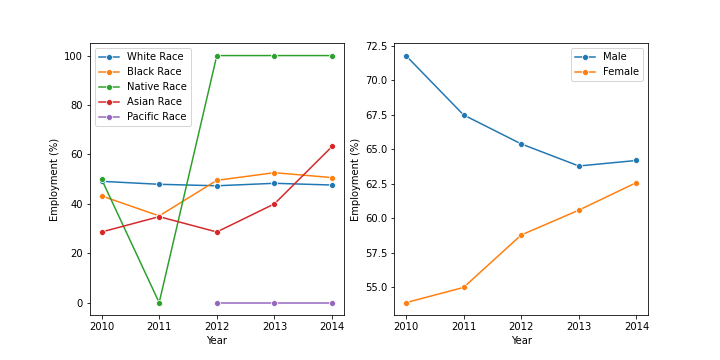 Employment (%)
100
80
60
40
20
0
White Race
Black Race
Native Race
Asian Race
Pacific Race
2010 2011 2012 2013 2014
Year
Employment (%)
72.5
70.0
67.5
65.0
62.5
60.0
57.5
55.0
Male
Female
2010 2011 2012 2013 2014
Year